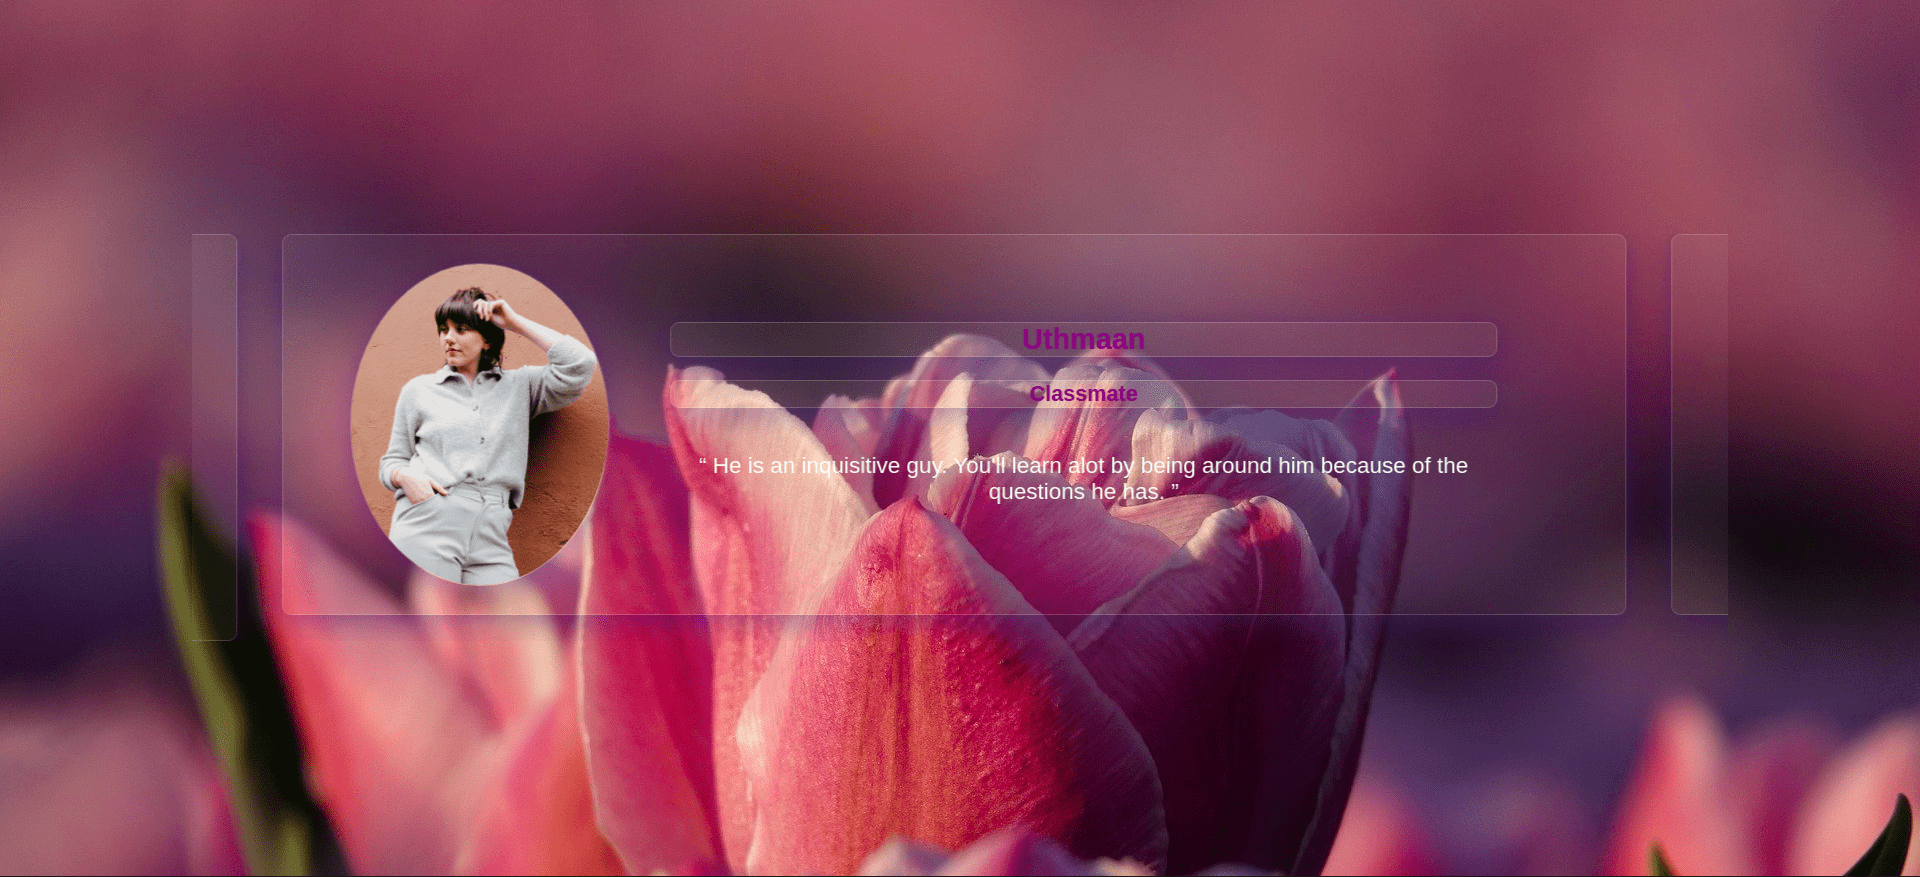 Uthmaan
Classmate
“ He is an inquisitive guy. You'll learn alot by being around him because of the
questions he has. ”